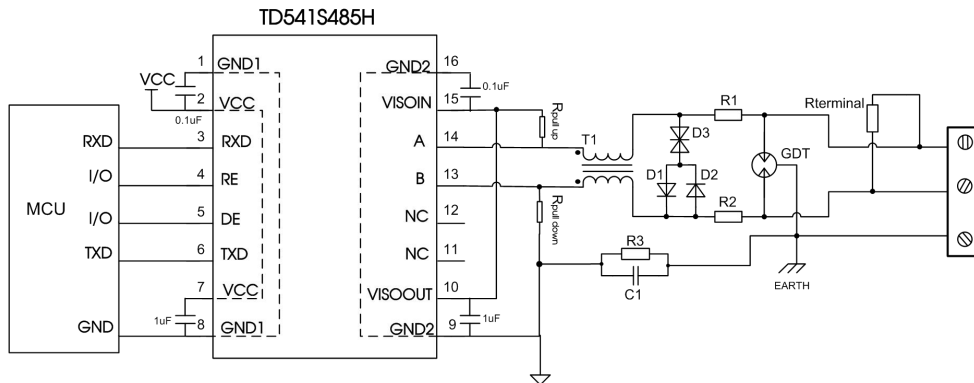 TD541S485H
MCU
RXD
I/O
I/O
TXD
GND
VCC
0.1uF
1uF
1
2
3
4
5
6
7
8
GND1
VCC
RXD
RE
DE
TXD
VCC
GND1
GND2
VISOIN
A
B
NC
NC
VISOOUT
GND2
16
15
14
13
12
11
10
9
0.1uF
1uF
Rpull up
Rpull down
T1
D3
D1
D2
R1
R2
GDT
Rterminal
R3
C1
EARTH